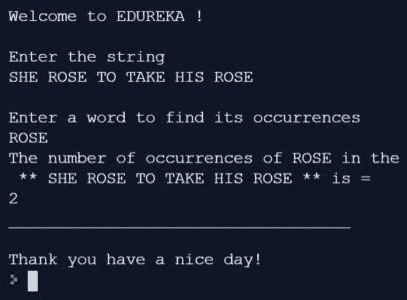 Welcome to EDUREKA !
Enter the string
SHE ROSE TO TAKE HIS ROSE
Enter a word to find its occurrences
ROSE
The number of occurrences of ROSE in the
** SHE ROSE TO TAKE HIS ROSE ** is =
2
Thank you have a nice day!
>